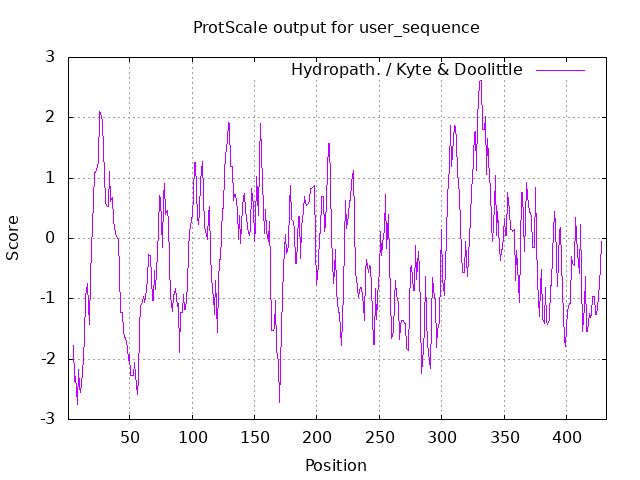 ProtScale output for user_sequence
Hydropath. / Kyte & Doolittle
3
2
1
0
-1
-2
-3
Score
50 100 150 200 250 300 350 400
Position